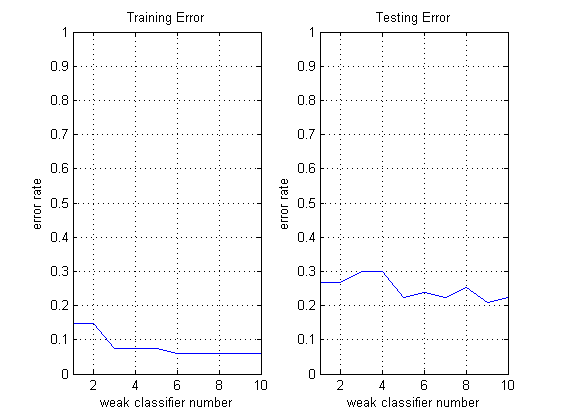 Training Error
1
0.9
0.8
0.7
0.6
0.5
0.4
0.3
0.2
0.1
0
error rate
2 4 6 8 10
weak classifier number
Testing Error
1
0.9
0.8
0.7
0.6
0.5
0.4
0.3
0.2
0.1
0
error rate
2 4 6 8 10
weak classifier number